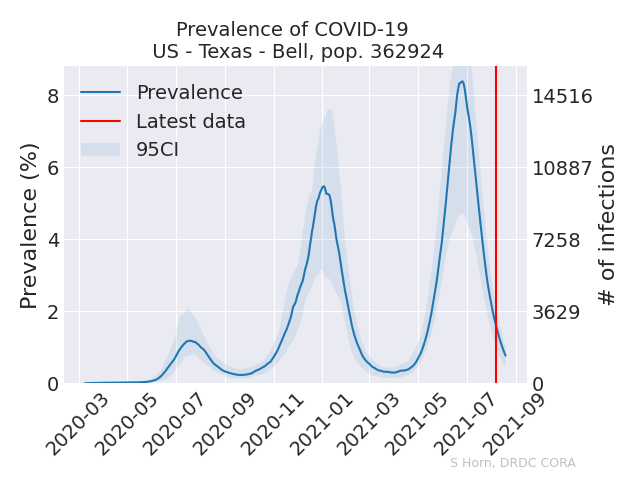 Prevalence of COVID-19
US - Texas - Bell, pop. 362924
Prevalence
Latest data
95CI
Prevalence (%)
8
6
4
2
0
14516
10887
7258
3629
0
# of infections
2020-03
2020-05
2020-07
2020-09
2020-11
2021-01
2021-03
2021-05
2021-07
2021-09
S Horn, DRDC CORA